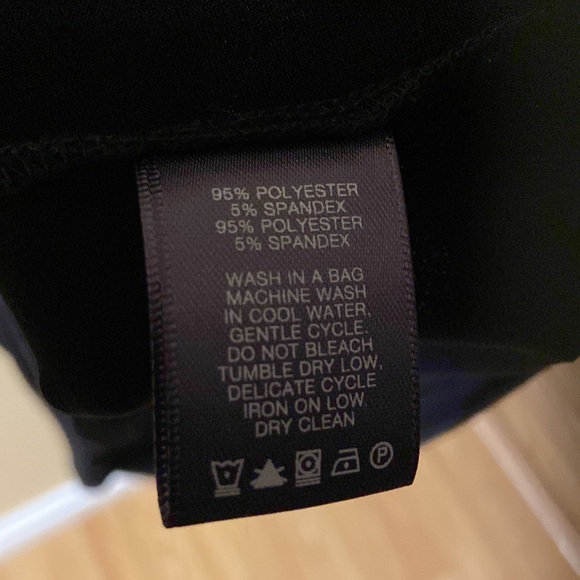 95% POLYESTER
5% SPANDEX
95% POLYESTER
5% SPANDEX
WASH IN A BAG
MACHINE WASH
IN COOL WATER,
GENTLE CYCLE.
DO NOT BLEACH
TUMBLE DRY LOW,
DELICATE CYCLE
IRON ON LOW
DRY CLEAN
P